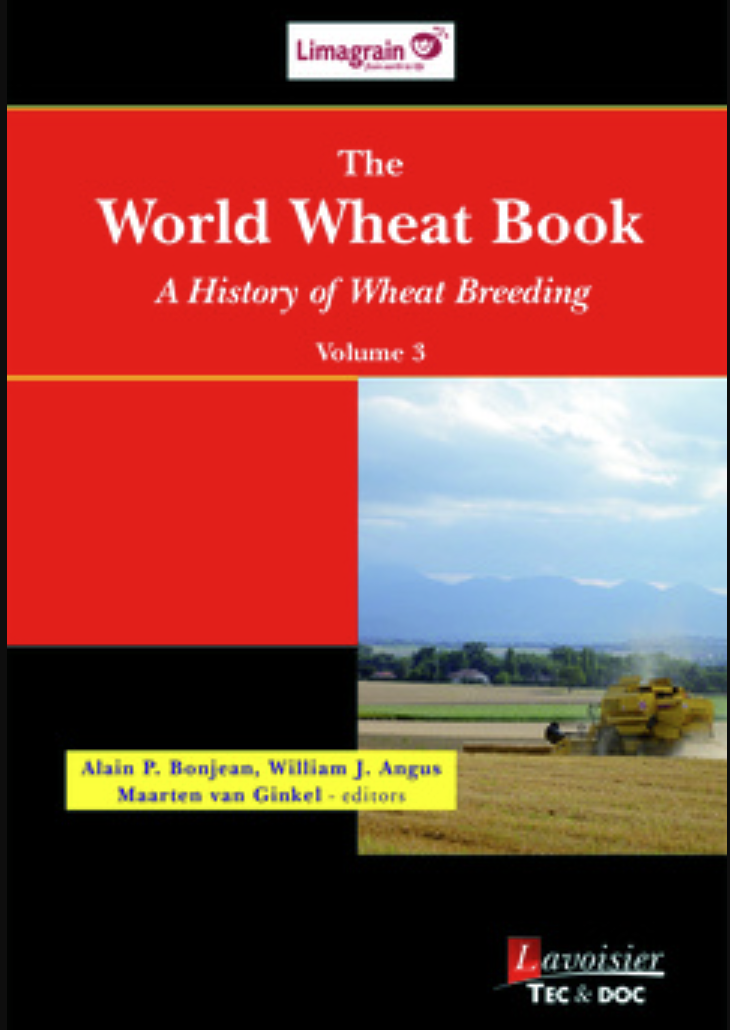 Limagrain
The
World Wheat Book
A History of Wheat Breeding
Volume 3
Alain P. Bonjean, William J. Angus
Maarten van Ginkel - editors
Lavoisier
TEC & DOC